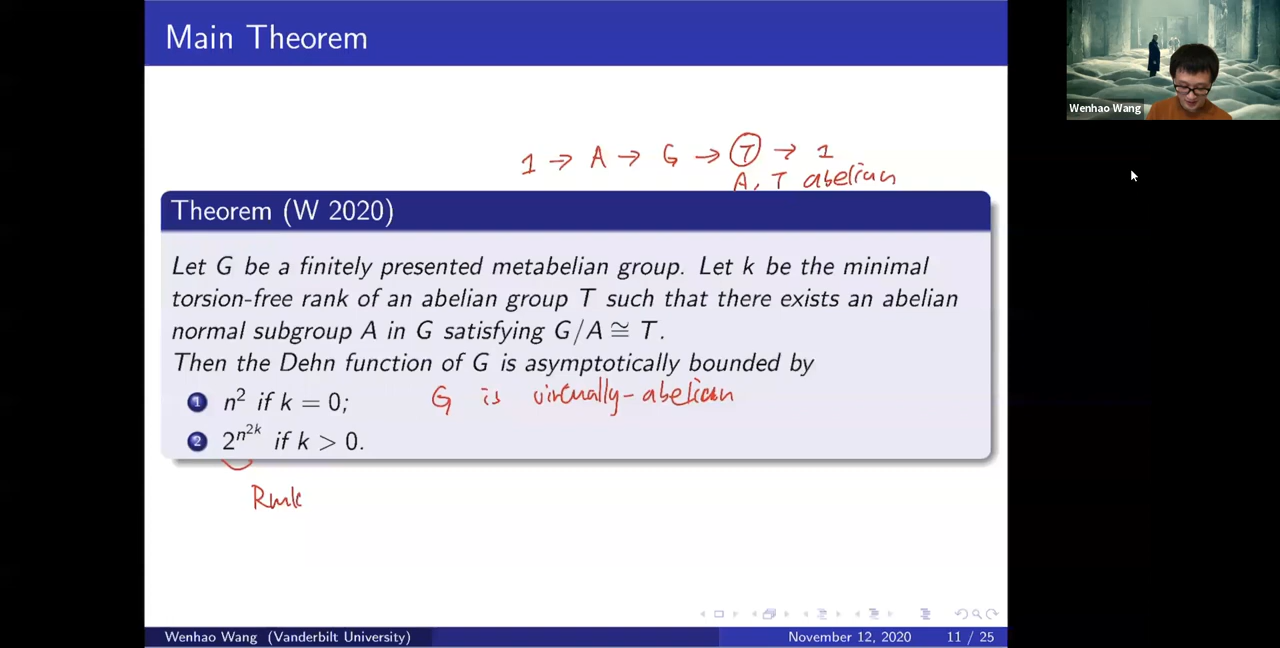 Main Theorem
Wenhao Wang
1 → A → G → T → 1
A, T abelian
Theorem (W 2020)
Let G be a finitely presented metabelian group. Let k be the minimal
torsion-free rank of an abelian group T such that there exists an abelian
normal subgroup A in G satisfying G/A ≅ T.
Then the Dehn function of G is asymptotically bounded by
1 n² if k = 0;
G is virtually-abelian
2 2^{n^{2k}} if k > 0.
Rmk
Wenhao Wang (Vanderbilt University)
November 12, 2020
11 / 25